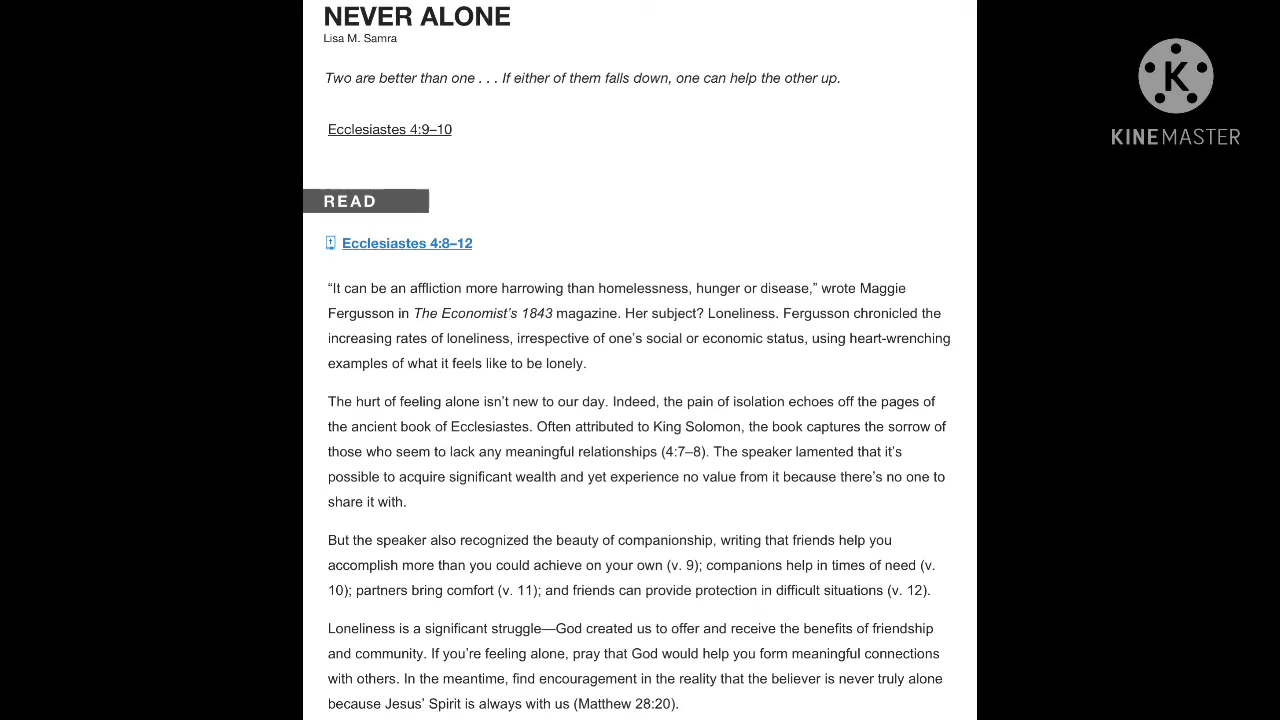 NEVER ALONE
Lisa M. Samra
Two are better than one . . . If either of them falls down, one can help the other up.
Ecclesiastes 4:9–10
READ
Ecclesiastes 4:8–12
“It can be an affliction more harrowing than homelessness, hunger or disease,” wrote Maggie
Fergusson in The Economist’s 1843 magazine. Her subject? Loneliness. Fergusson chronicled the
increasing rates of loneliness, irrespective of one’s social or economic status, using heart-wrenching
examples of what it feels like to be lonely.
The hurt of feeling alone isn’t new to our day. Indeed, the pain of isolation echoes off the pages of
the ancient book of Ecclesiastes. Often attributed to King Solomon, the book captures the sorrow of
those who seem to lack any meaningful relationships (4:7–8). The speaker lamented that it’s
possible to acquire significant wealth and yet experience no value from it because there’s no one to
share it with.
But the speaker also recognized the beauty of companionship, writing that friends help you
accomplish more than you could achieve on your own (v. 9); companions help in times of need (v.
10); partners bring comfort (v. 11); and friends can provide protection in difficult situations (v. 12).
Loneliness is a significant struggle—God created us to offer and receive the benefits of friendship
and community. If you’re feeling alone, pray that God would help you form meaningful connections
with others. In the meantime, find encouragement in the reality that the believer is never truly alone
because Jesus’ Spirit is always with us (Matthew 28:20).
K
KINEMASTER